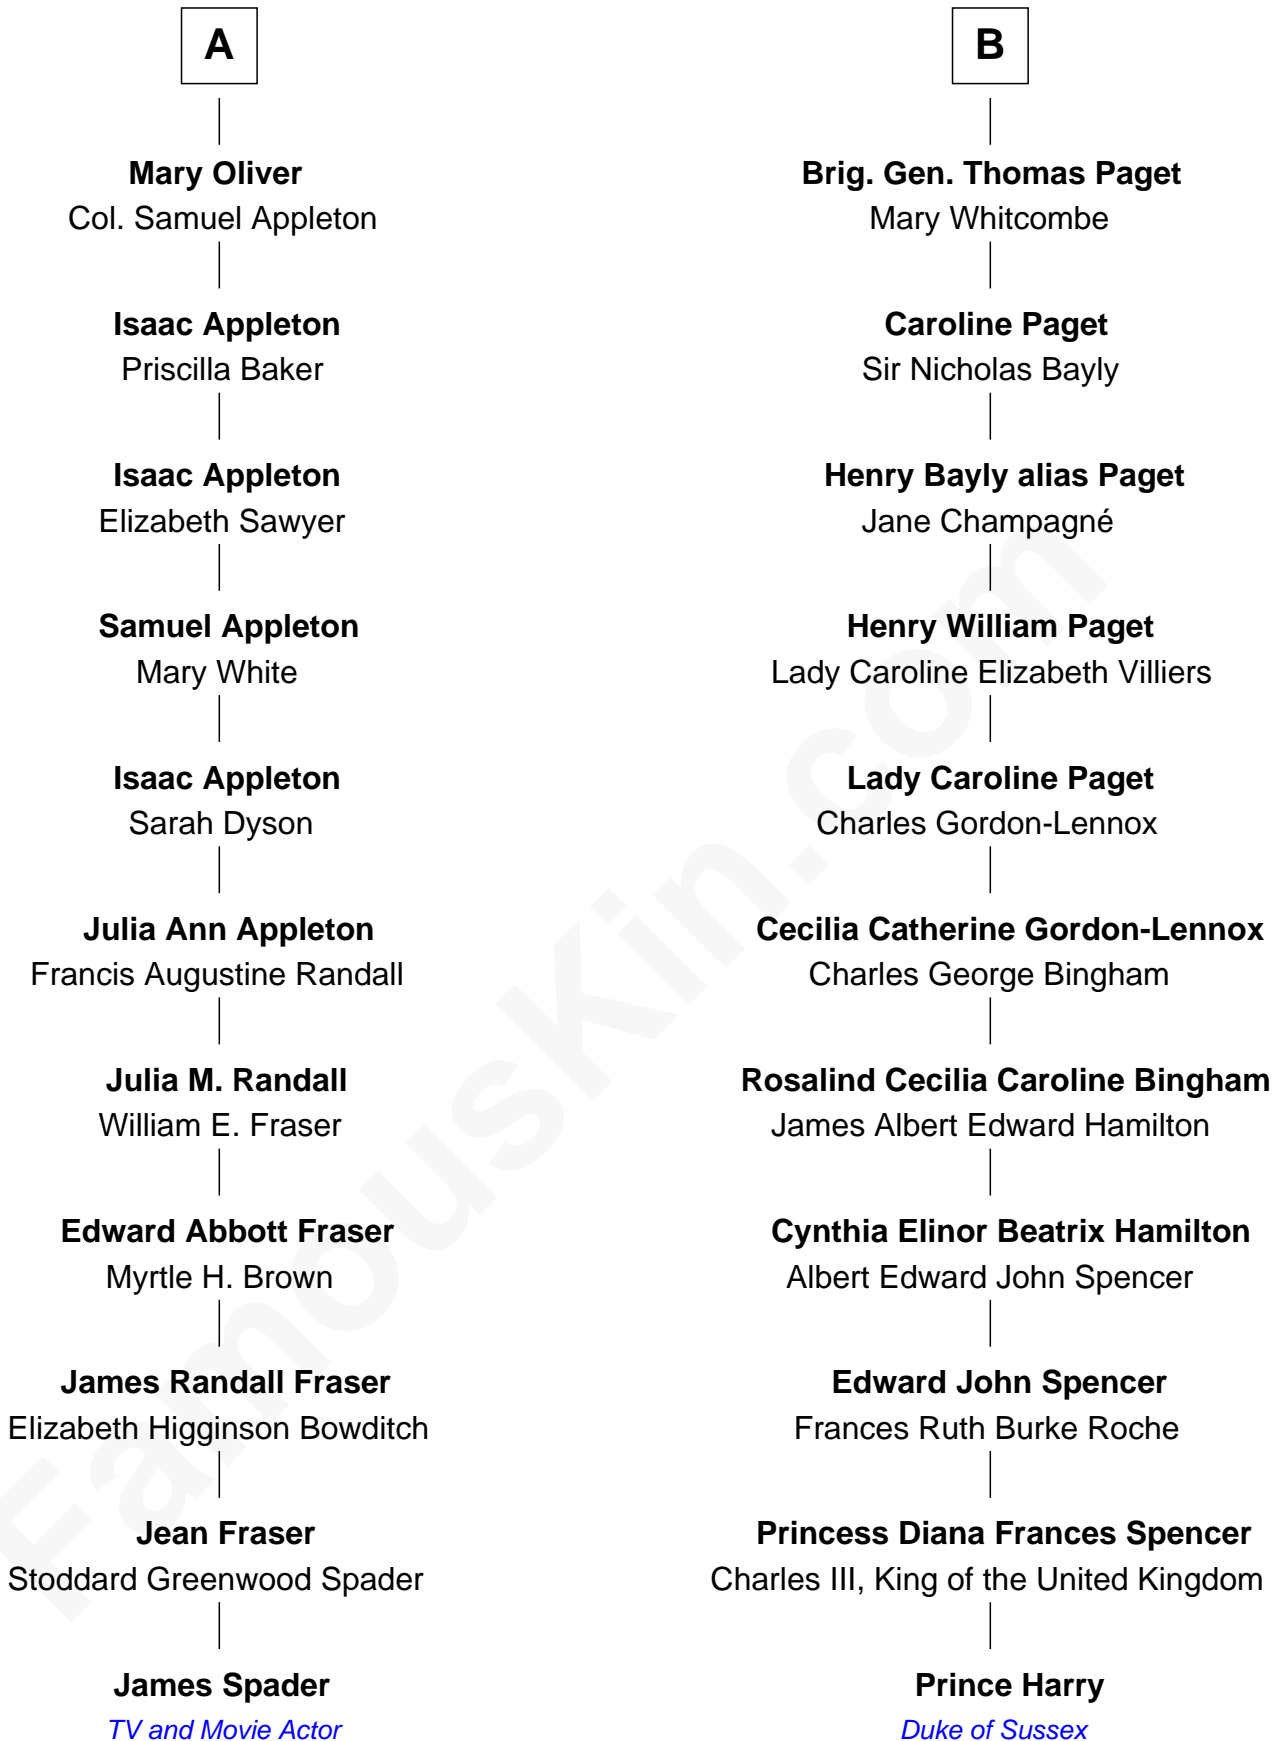 A
Mary Oliver
Col. Samuel Appleton
Isaac Appleton
Priscilla Baker
Isaac Appleton
Elizabeth Sawyer
Samuel Appleton
Mary White
Isaac Appleton
Sarah Dyson
Julia Ann Appleton
Francis Augustine Randall
Julia M. Randall
William E. Fraser
Edward Abbott Fraser
Myrtle H. Brown
James Randall Fraser
Elizabeth Higginson Bowditch
Jean Fraser
Stoddard Greenwood Spader
James Spader
TV and Movie Actor
B
Brig. Gen. Thomas Paget
Mary Whitcombe
Caroline Paget
Sir Nicholas Bayly
Henry Bayly alias Paget
Jane Champagné
Henry William Paget
Lady Caroline Elizabeth Villiers
Lady Caroline Paget
Charles Gordon-Lennox
Cecilia Catherine Gordon-Lennox
Charles George Bingham
Rosalind Cecilia Caroline Bingham
James Albert Edward Hamilton
Cynthia Elinor Beatrix Hamilton
Albert Edward John Spencer
Edward John Spencer
Frances Ruth Burke Roche
Princess Diana Frances Spencer
Charles III, King of the United Kingdom
Prince Harry
Duke of Sussex
FamousKin.com